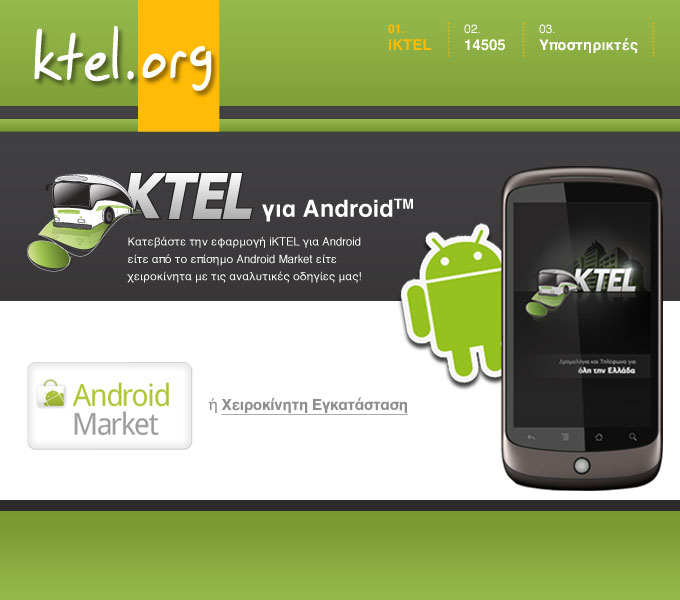 ktel.org
01.
iKTEL
02.
14505
03.
Υποστηρικτές
KTEL για Android™
Κατεβάστε την εφαρμογή iKTEL για Android
είτε από το επίσημο Android Market είτε
χειροκίνητα με τις αναλυτικές οδηγίες μας!
KTEL
Δρομολόγια και Τηλέφωνα για
όλη την Ελλάδα
Android
Market
ή Χειροκίνητη Εγκατάσταση